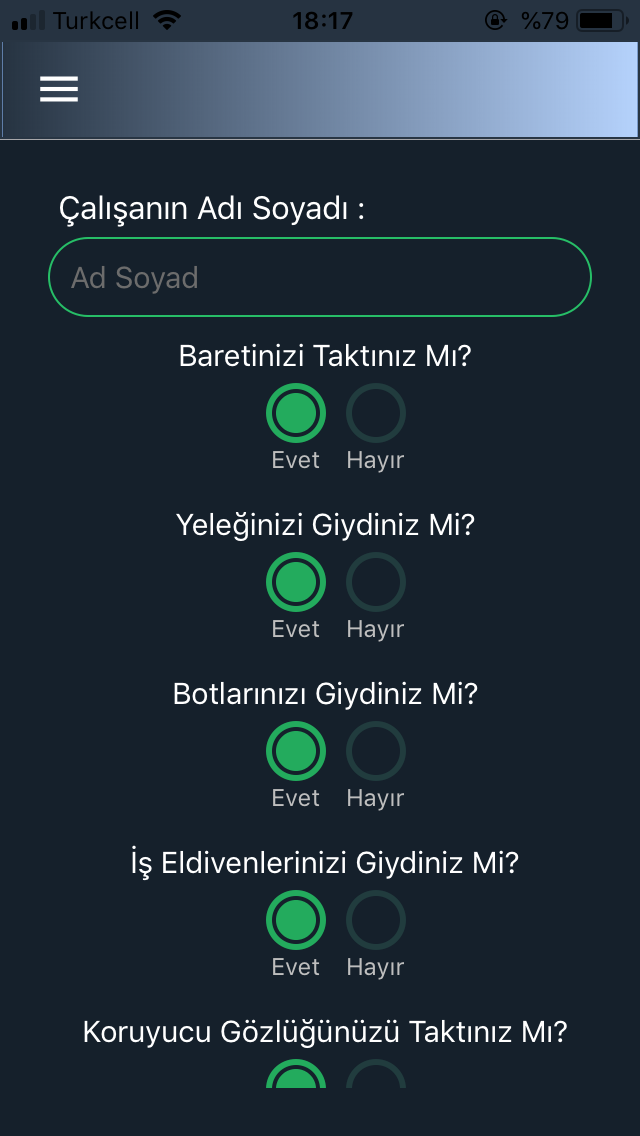 Turkcell 18:17 %79
Çalışanın Adı Soyadı :
Ad Soyad
Baretinizi Taktınız Mı?
Evet Hayır
Yeleğinizi Giydiniz Mi?
Evet Hayır
Botlarınızı Giydiniz Mi?
Evet Hayır
İş Eldivenlerinizi Giydiniz Mi?
Evet Hayır
Koruyucu Gözlüğünüzü Taktınız Mı?